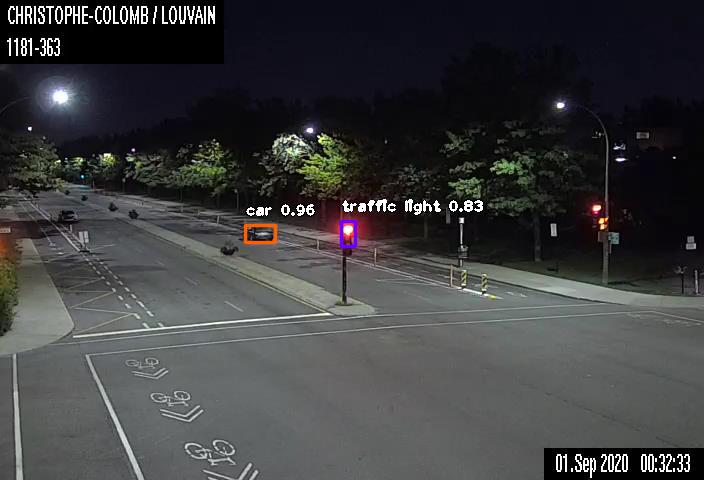 CHRISTOPHE-COLOMB / LOUVAIN
1181-363
car 0.96
traffic light 0.83
01.Sep 2020 00:32:33